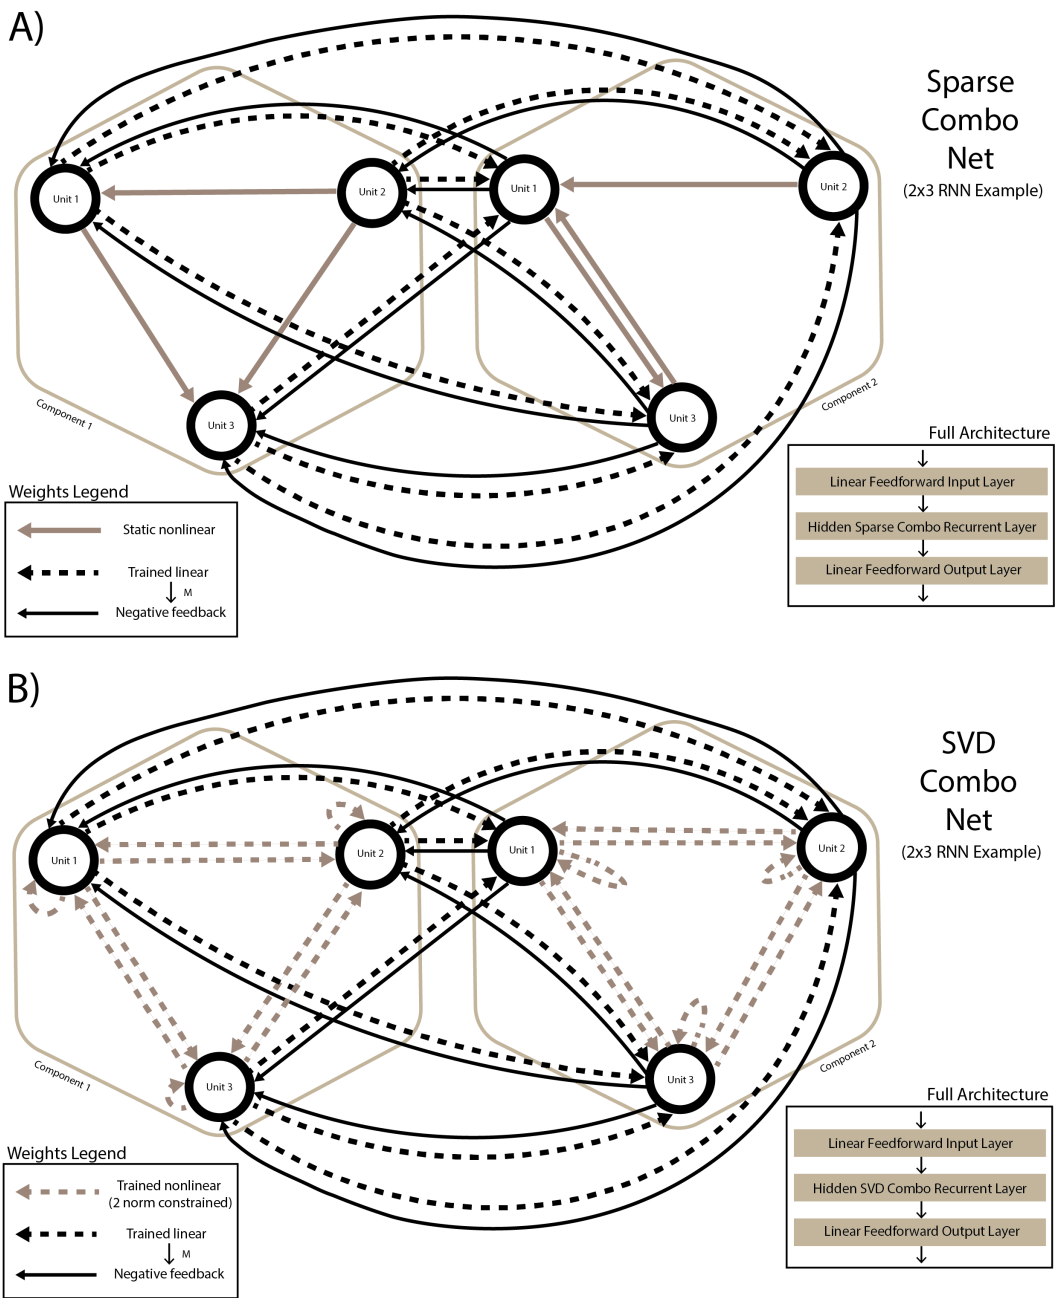 A)
Sparse
Combo
Net
(2x3 RNN Example)
Unit 1
Unit 2
Unit 1
Unit 2
Unit 3
Unit 3
Component 1
Component 2
Weights Legend
Static nonlinear
Trained linear
M
Negative feedback
Full Architecture
Linear Feedforward Input Layer
Hidden Sparse Combo Recurrent Layer
Linear Feedforward Output Layer
B)
SVD
Combo
Net
(2x3 RNN Example)
Unit 1
Unit 2
Unit 1
Unit 2
Unit 3
Unit 3
Component 1
Component 2
Weights Legend
Trained nonlinear
(2 norm constrained)
Trained linear
M
Negative feedback
Full Architecture
Linear Feedforward Input Layer
Hidden SVD Combo Recurrent Layer
Linear Feedforward Output Layer